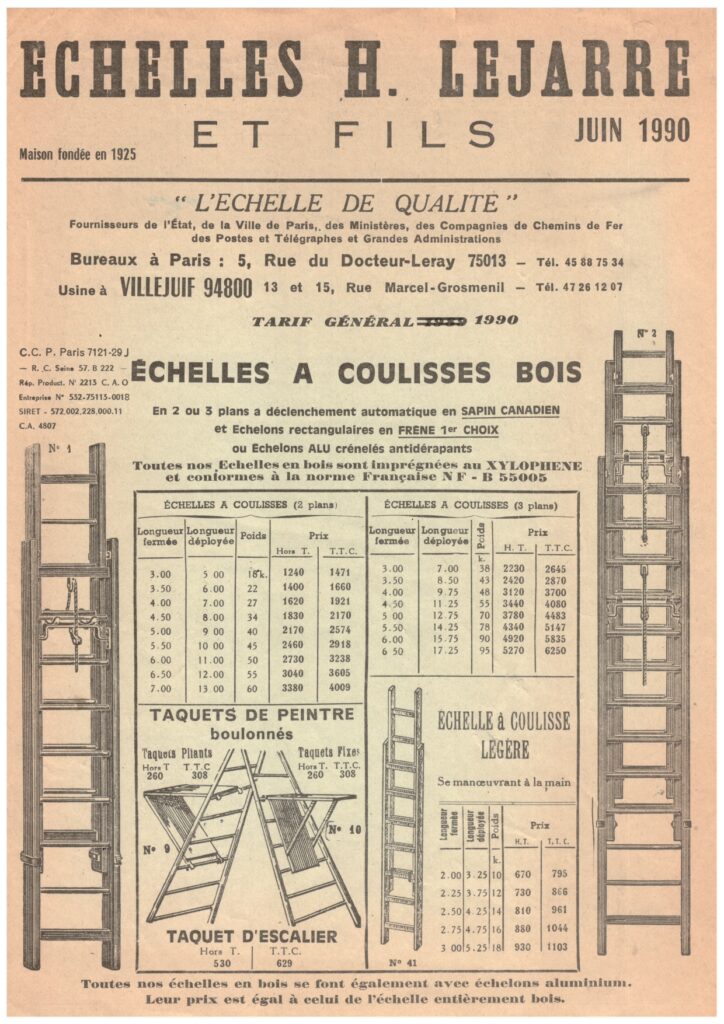 ECHELLES H. LEJARRE
ET FILS
JUIN 1990
Maison fondée en 1925
" L'ECHELLE DE QUALITE "
Fournisseurs de l'État, de la Ville de Paris, des Ministères, des Compagnies de Chemins de Fer
des Postes et Télégraphes et Grandes Administrations
Bureaux à Paris : 5, Rue du Docteur-Leray 75013 — Tél. 45 88 75 34
Usine à VILLEJUIF 94800 13 et 15, Rue Marcel-Grosmenil — Tél. 47 26 12 07
TARIF GÉNÉRAL 1989 1990
C.C. P. Paris 7121-29 J
— R. C. Seine 57. B 222 —
Rép. Product. N° 2213 C. A. O
Entreprise N° 532-75113-0018
SIRET - 572.002.228.000.11
C.A. 4807
ÉCHELLES A COULISSES BOIS
En 2 ou 3 plans a déclenchement automatique en SAPIN CANADIEN
et Echelons rectangulaires en FRÊNE 1er CHOIX
ou Echelons ALU crénelés antidérapants
Toutes nos Echelles en bois sont imprégnées au XYLOPHENE
et conformes à la norme Française N F - B 55005
N° 1
N° 2
ÉCHELLES A COULISSES (2 plans)
Longueur fermée Longueur déployée Poids Prix
Hors T. T.T.C.
3.00 5 00 18 k. 1240 1471
3.50 6.00 22 1400 1660
4.00 7.00 27 1620 1921
4.50 8.00 34 1830 2170
5.00 9 00 40 2170 2574
5.50 10 00 45 2460 2918
6 00 11.00 50 2730 3238
6.50 12.00 55 3040 3605
7.00 13 00 60 3380 4009
ÉCHELLES A COULISSES (3 plans)
Longueur fermée Longueur déployée Poids Prix
k. H. T. T.T.C.
3.00 7.00 38 2230 2645
3.50 8.50 43 2420 2870
4.00 9.75 48 3120 3700
4.50 11.25 55 3440 4080
5 00 12.75 70 3780 4483
5.50 14.25 78 4340 5147
6.00 15.75 90 4920 5835
6 50 17.25 95 5270 6250
TAQUETS DE PEINTRE
boulonnés
Taquets Pliants
Hors T T.T.C
260 308
Taquets Fixes
Hors T. T.T.C.
260 308
N° 9
N° 10
TAQUET D'ESCALIER
Hors T. T.T.C.
530 629
ECHELLE à COULISSE
LÉGÈRE
Se manœuvrant à la main
Longueur fermée Longueur déployée Poids Prix
k. H.T. T.T.C.
2.00 3.25 10 670 795
2.25 3.75 12 730 866
2.50 4.25 14 810 961
2.75 4.75 16 880 1044
3 00 5.25 18 930 1103
N° 41
Toutes nos échelles en bois se font également avec échelons aluminium.
Leur prix est égal à celui de l'échelle entièrement bois.